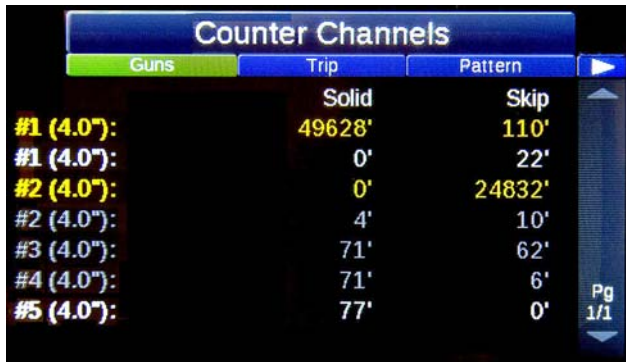 Counter Channels
Guns Trip Pattern
Solid Skip
#1 (4.0"): 49628' 110'
#1 (4.0"): 0' 22'
#2 (4.0"): 0' 24832'
#2 (4.0"): 4' 10'
#3 (4.0"): 71' 62'
#4 (4.0"): 71' 6'
#5 (4.0"): 77' 0'
Pg
1/1